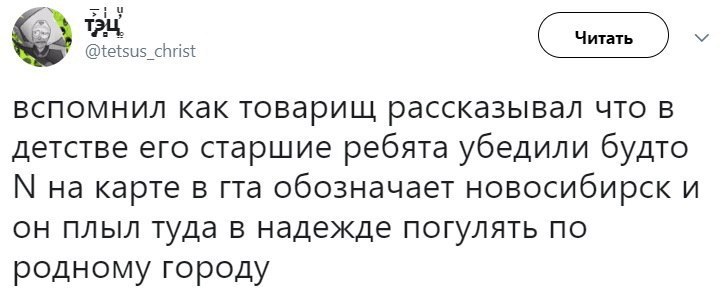 тэц
@tetsus_christ
Читать
вспомнил как товарищ рассказывал что в
детстве его старшие ребята убедили будто
N на карте в гта обозначает новосибирск и
он плыл туда в надежде погулять по
родному городу